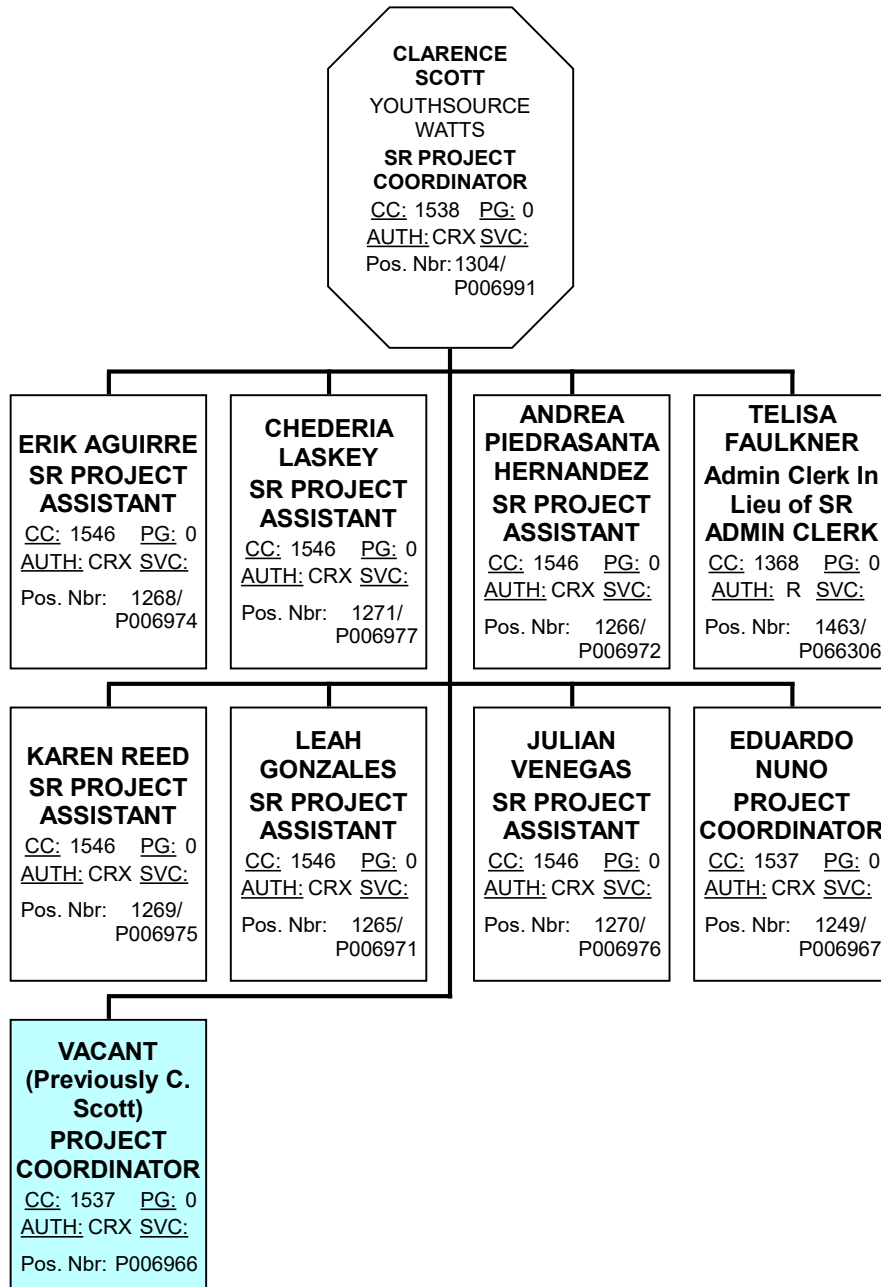 CLARENCE
SCOTT
YOUTHSOURCE
WATTS
SR PROJECT
COORDINATOR
CC: 1538 PG: 0
AUTH: CRX SVC:
Pos. Nbr: 1304/
P006991
ERIK AGUIRRE
SR PROJECT
ASSISTANT
CC: 1546 PG: 0
AUTH: CRX SVC:
Pos. Nbr: 1268/
P006974
CHEDERIA
LASKEY
SR PROJECT
ASSISTANT
CC: 1546 PG: 0
AUTH: CRX SVC:
Pos. Nbr: 1271/
P006977
ANDREA
PIEDRASANTA
HERNANDEZ
SR PROJECT
ASSISTANT
CC: 1546 PG: 0
AUTH: CRX SVC:
Pos. Nbr: 1266/
P006972
TELISA
FAULKNER
Admin Clerk In
Lieu of SR
ADMIN CLERK
CC: 1368 PG: 0
AUTH: R SVC:
Pos. Nbr: 1463/
P066306
KAREN REED
SR PROJECT
ASSISTANT
CC: 1546 PG: 0
AUTH: CRX SVC:
Pos. Nbr: 1269/
P006975
LEAH
GONZALES
SR PROJECT
ASSISTANT
CC: 1546 PG: 0
AUTH: CRX SVC:
Pos. Nbr: 1265/
P006971
JULIAN
VENEGAS
SR PROJECT
ASSISTANT
CC: 1546 PG: 0
AUTH: CRX SVC:
Pos. Nbr: 1270/
P006976
EDUARDO
NUNO
PROJECT
COORDINATOR
CC: 1537 PG: 0
AUTH: CRX SVC:
Pos. Nbr: 1249/
P006967
VACANT
(Previously C.
Scott)
PROJECT
COORDINATOR
CC: 1537 PG: 0
AUTH: CRX SVC:
Pos. Nbr: P006966